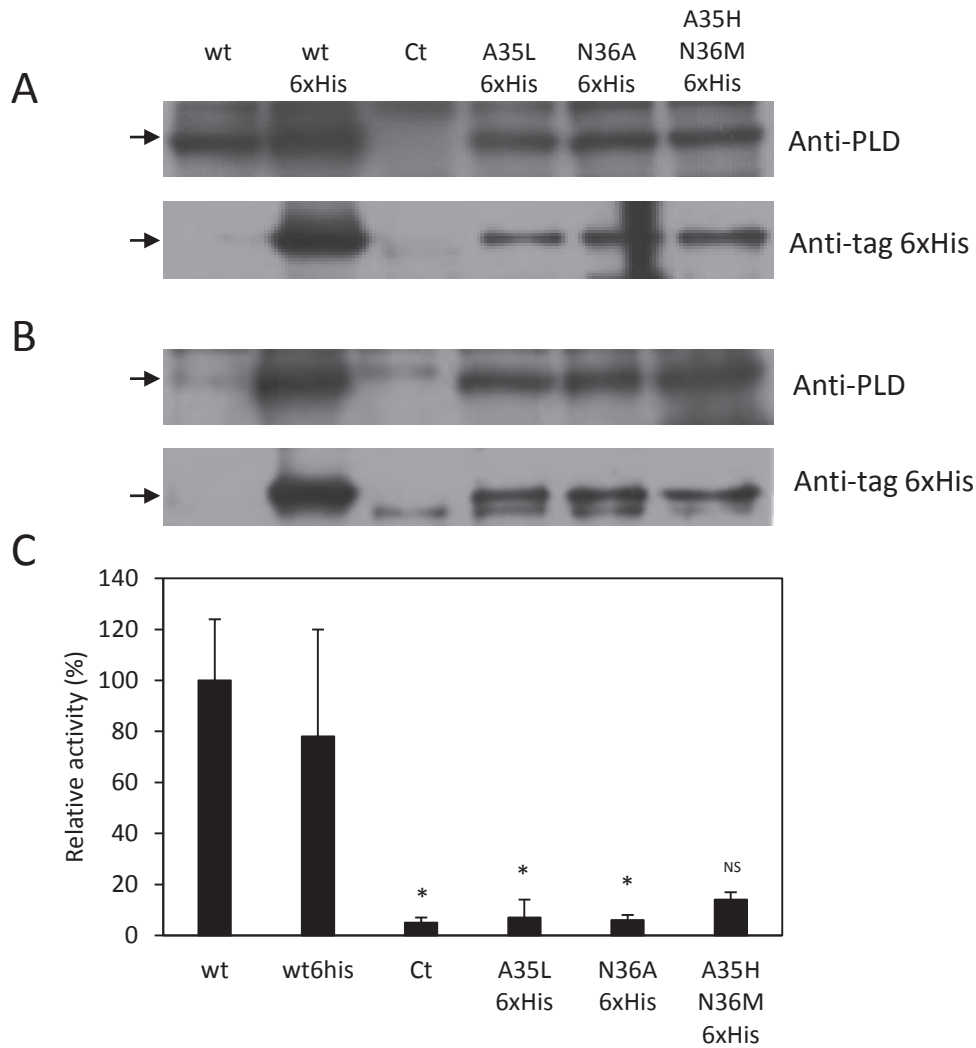 A
wt
wt
6xHis
Ct
A35L
6xHis
N36A
6xHis
A35H
N36M
6xHis
Anti-PLD
Anti-tag 6xHis
B
Anti-PLD
Anti-tag 6xHis
C
Relative activity (%)
140
120
100
80
60
40
20
0
*
*
*
NS
wt
wt6his
Ct
A35L
6xHis
N36A
6xHis
A35H
N36M
6xHis